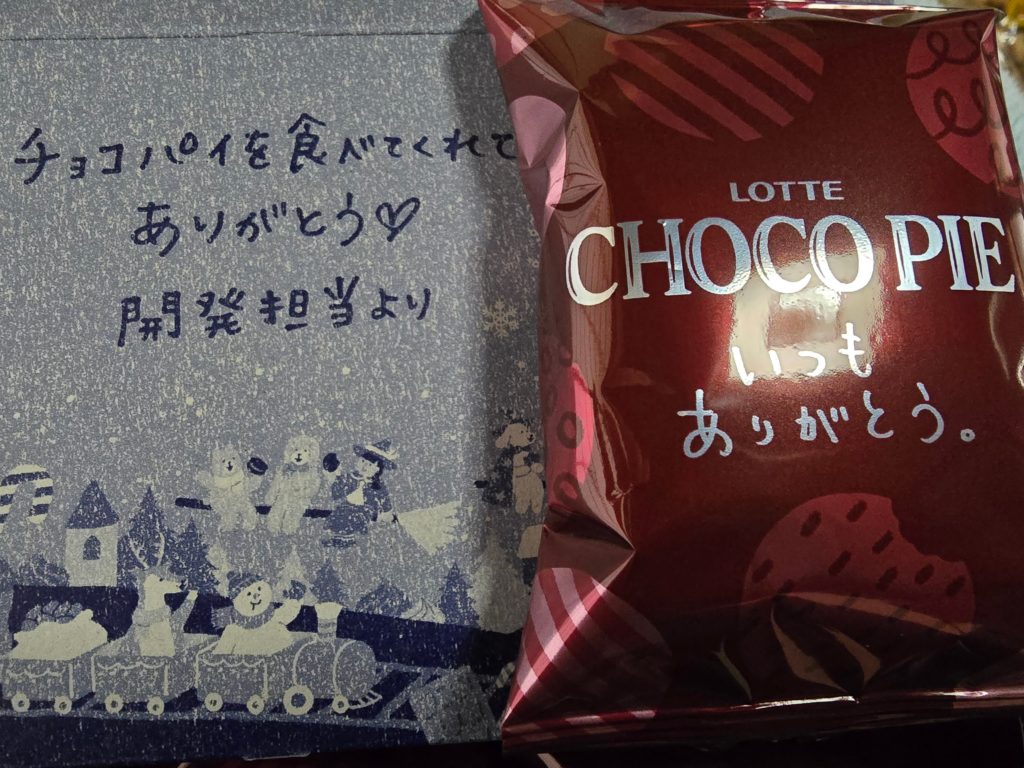 チョコパイを食べてくれて
ありがとう♡
開発担当より
LOTTE
CHOCO PIE
いつも
ありがとう。